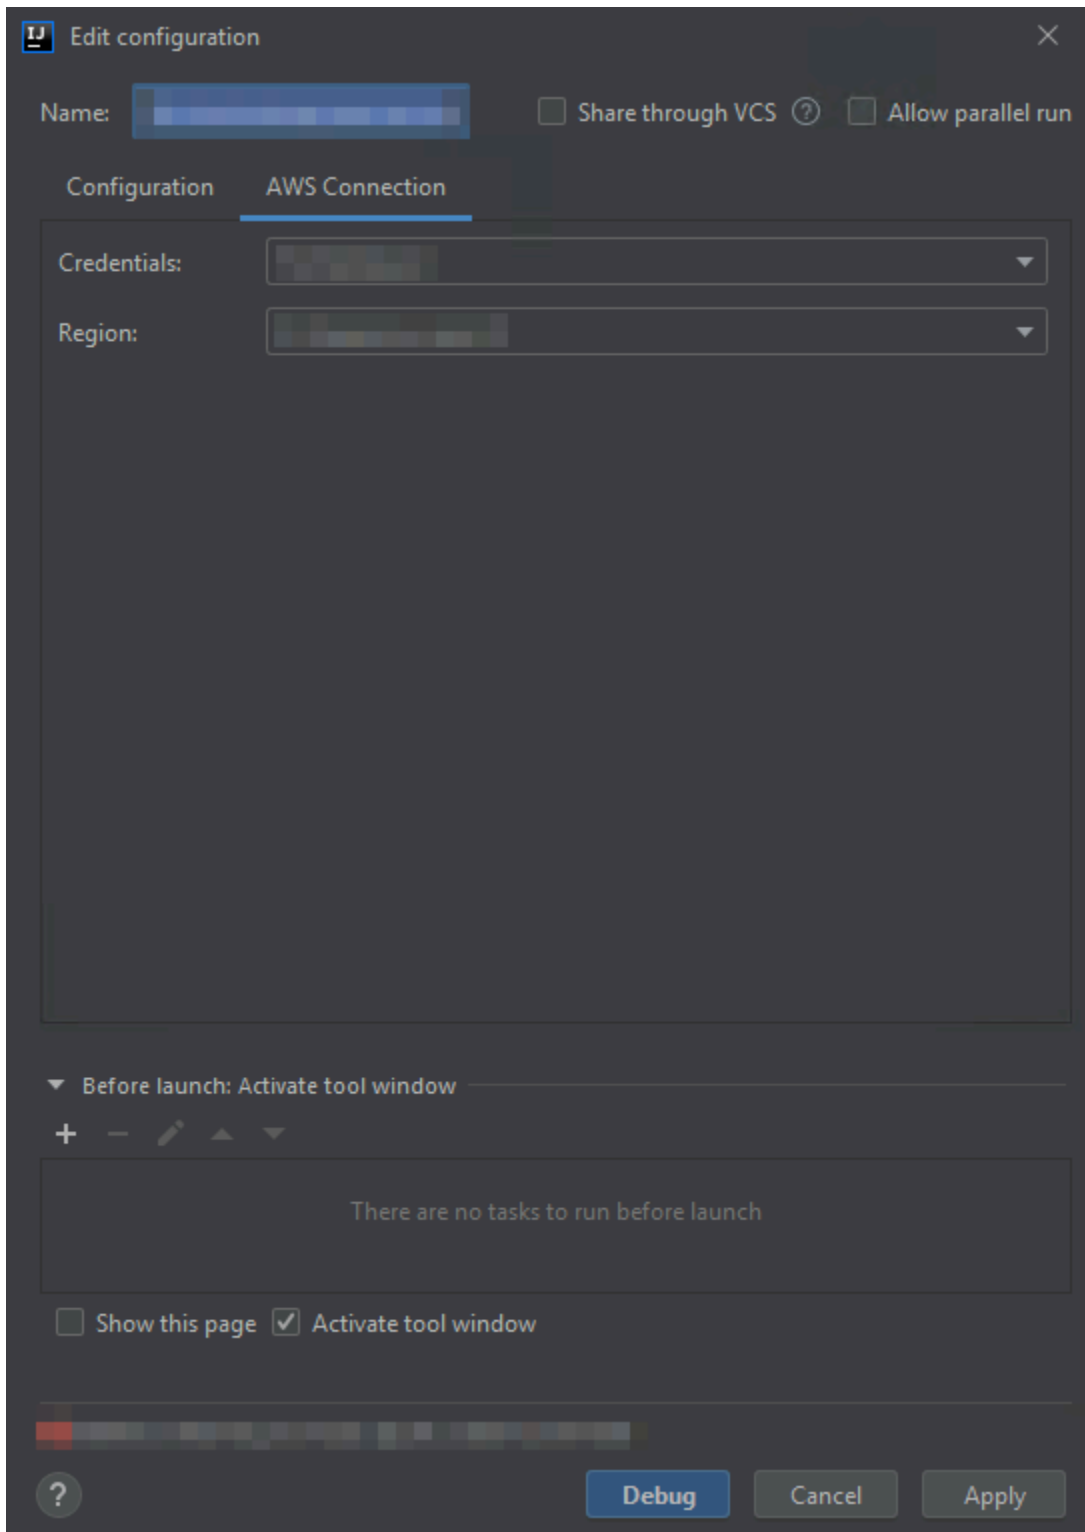 IJ
Edit configuration
Name:
Share through VCS ? Allow parallel run
Configuration AWS Connection
Credentials:
Region:
Before launch: Activate tool window
There are no tasks to run before launch
Show this page Activate tool window
? Debug Cancel Apply